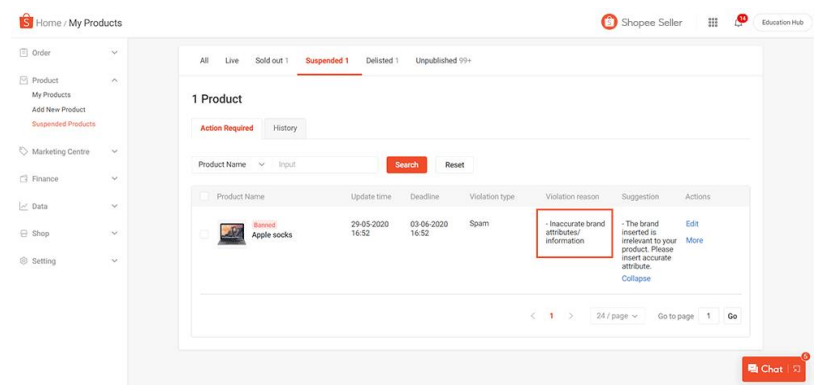 Home / My Products
Shopee Seller
14
Education Hub
Order
Product
My Products
Add New Product
Suspended Products
Marketing Centre
Finance
Data
Shop
Setting
All Live Sold out 1 Suspended 1 Delisted 1 Unpublished 99+
1 Product
Action Required History
Product Name Input Search Reset
Product Name Update time Deadline Violation type Violation reason Suggestion Actions
Banned
Apple socks
29-05-2020
16:52
03-06-2020
16:52
Spam
- Inaccurate brand
attributes/
information
- The brand
inserted is
irrelevant to your
product. Please
insert accurate
attribute.
Collapse
Edit
More
< 1 > 24 / page Go to page 1 Go
Chat
6